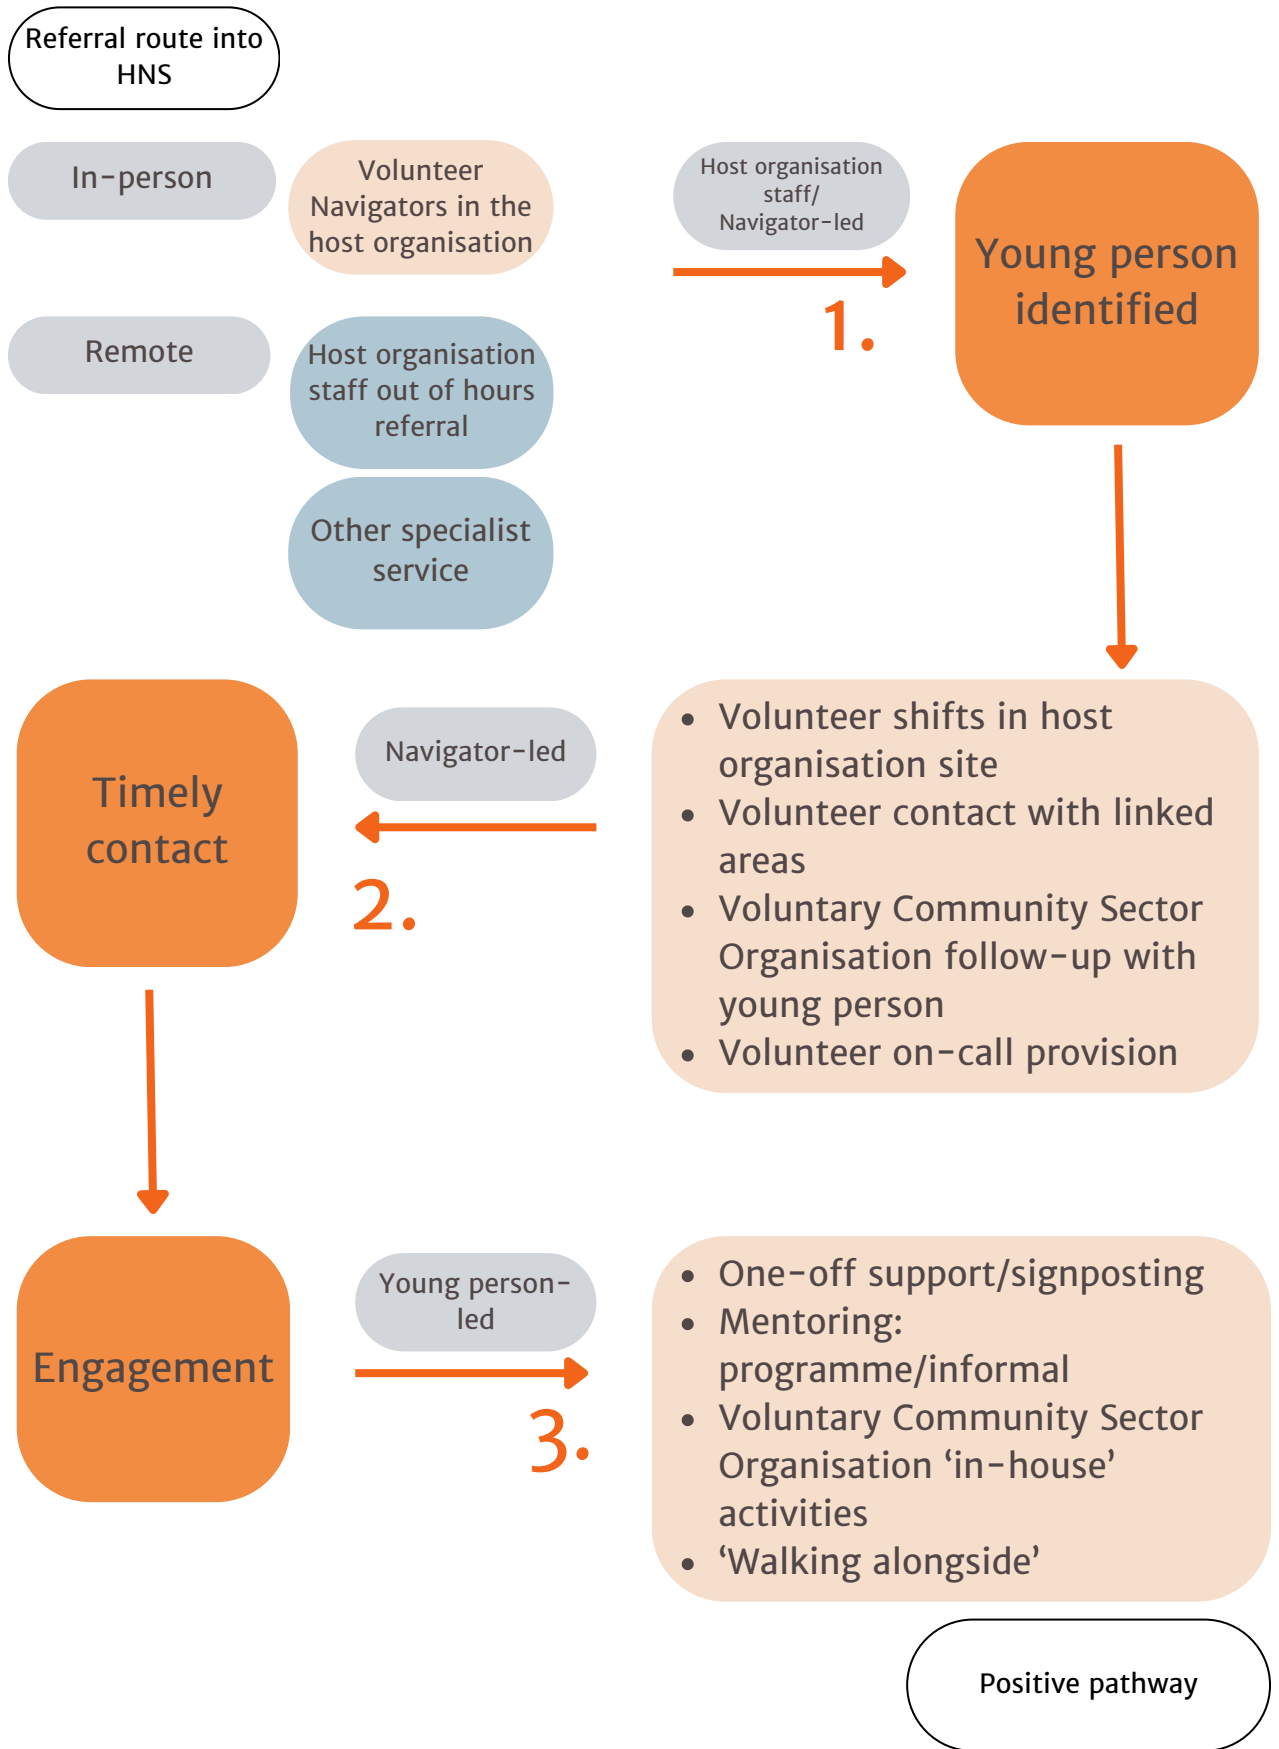 Referral route into
HNS
In-person
Volunteer
Navigators in the
host organisation
Host organisation
staff/
Navigator-led
1.
Young person
identified
Remote
Host organisation
staff out of hours
referral
Other specialist
service
• Volunteer shifts in host
organisation site
• Volunteer contact with linked
areas
• Voluntary Community Sector
Organisation follow-up with
young person
• Volunteer on-call provision
Navigator-led
2.
Timely
contact
Engagement
Young person-
led
3.
• One-off support/signposting
• Mentoring:
programme/informal
• Voluntary Community Sector
Organisation ‘in-house’
activities
• ‘Walking alongside’
Positive pathway